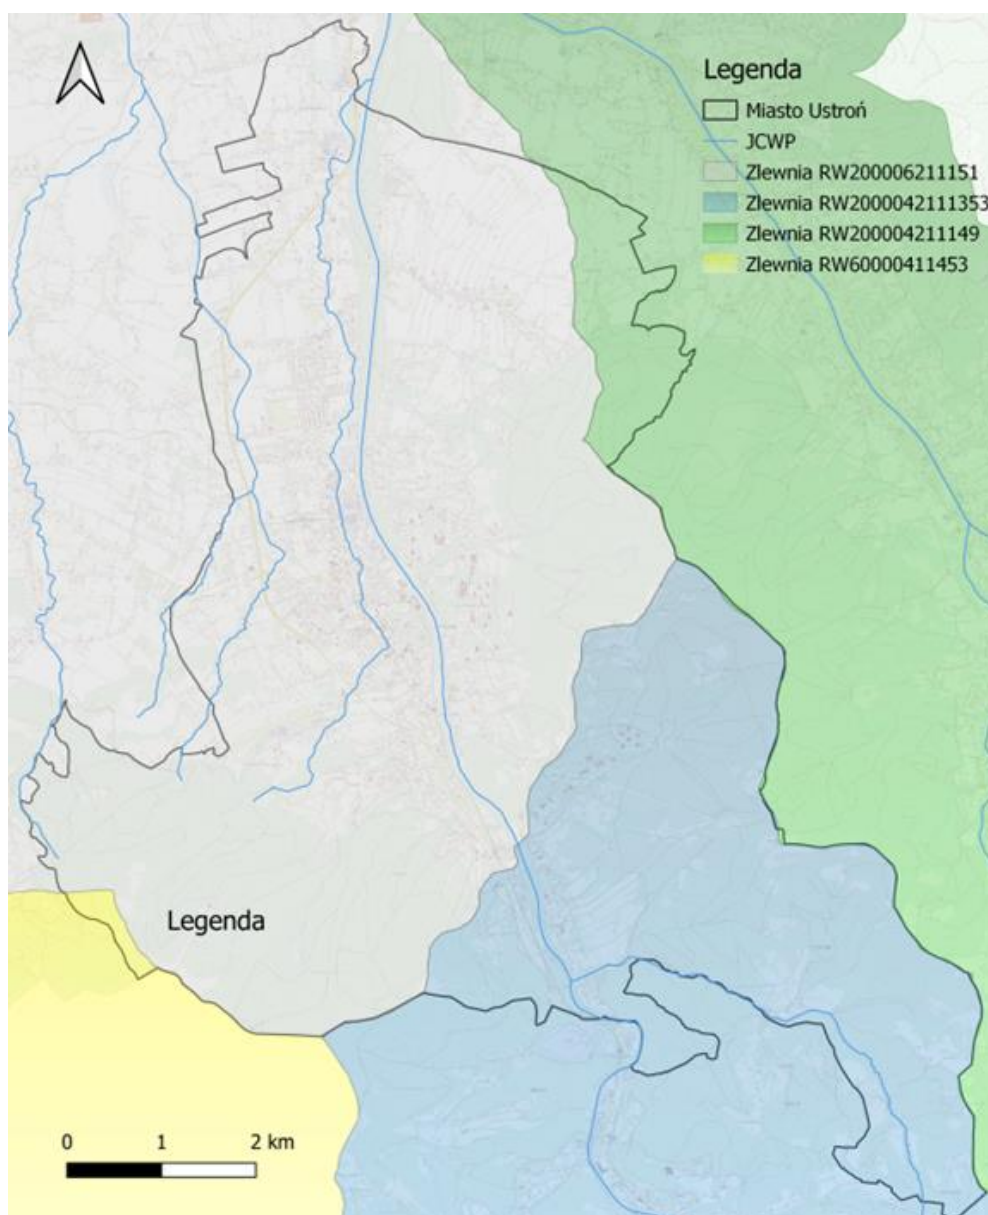 Legenda
Miasto Ustroń
JCWP
Zlewnia RW200006211151
Zlewnia RW2000042111353
Zlewnia RW200004211149
Zlewnia RW60000411453
Legenda
0 1 2 km